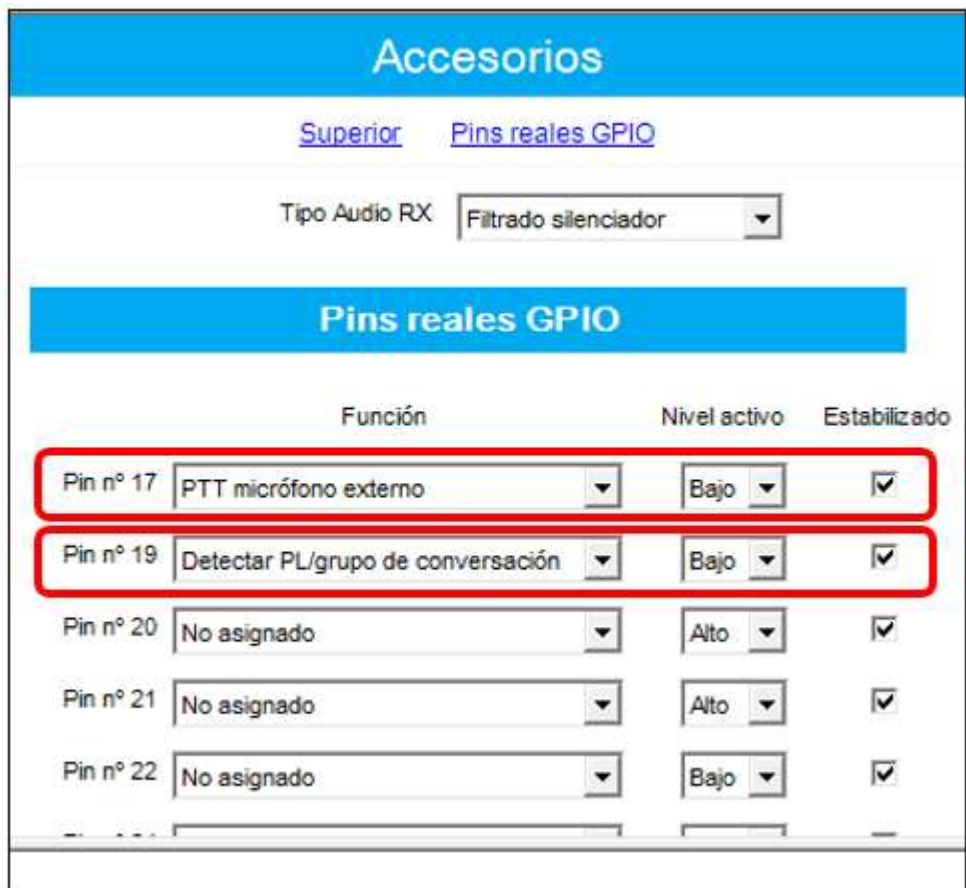 Accesorios
Superior Pins reales GPIO
Tipo Audio RX Filtrado silenciador
Pins reales GPIO
Función Nivel activo Estabilizado
Pin nº 17 PTT micrófono externo Bajo
Pin nº 19 Detectar PL/grupo de conversación Bajo
Pin nº 20 No asignado Alto
Pin nº 21 No asignado Alto
Pin nº 22 No asignado Bajo